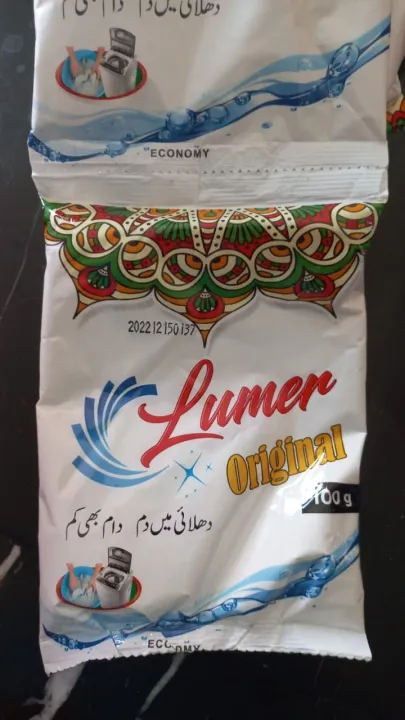 دھلائی میں دم دام بھی کم
ECONOMY
2022 12 150 137
Lumer
Original
100 g
دھلائی میں دم دام بھی کم
ECONOMY